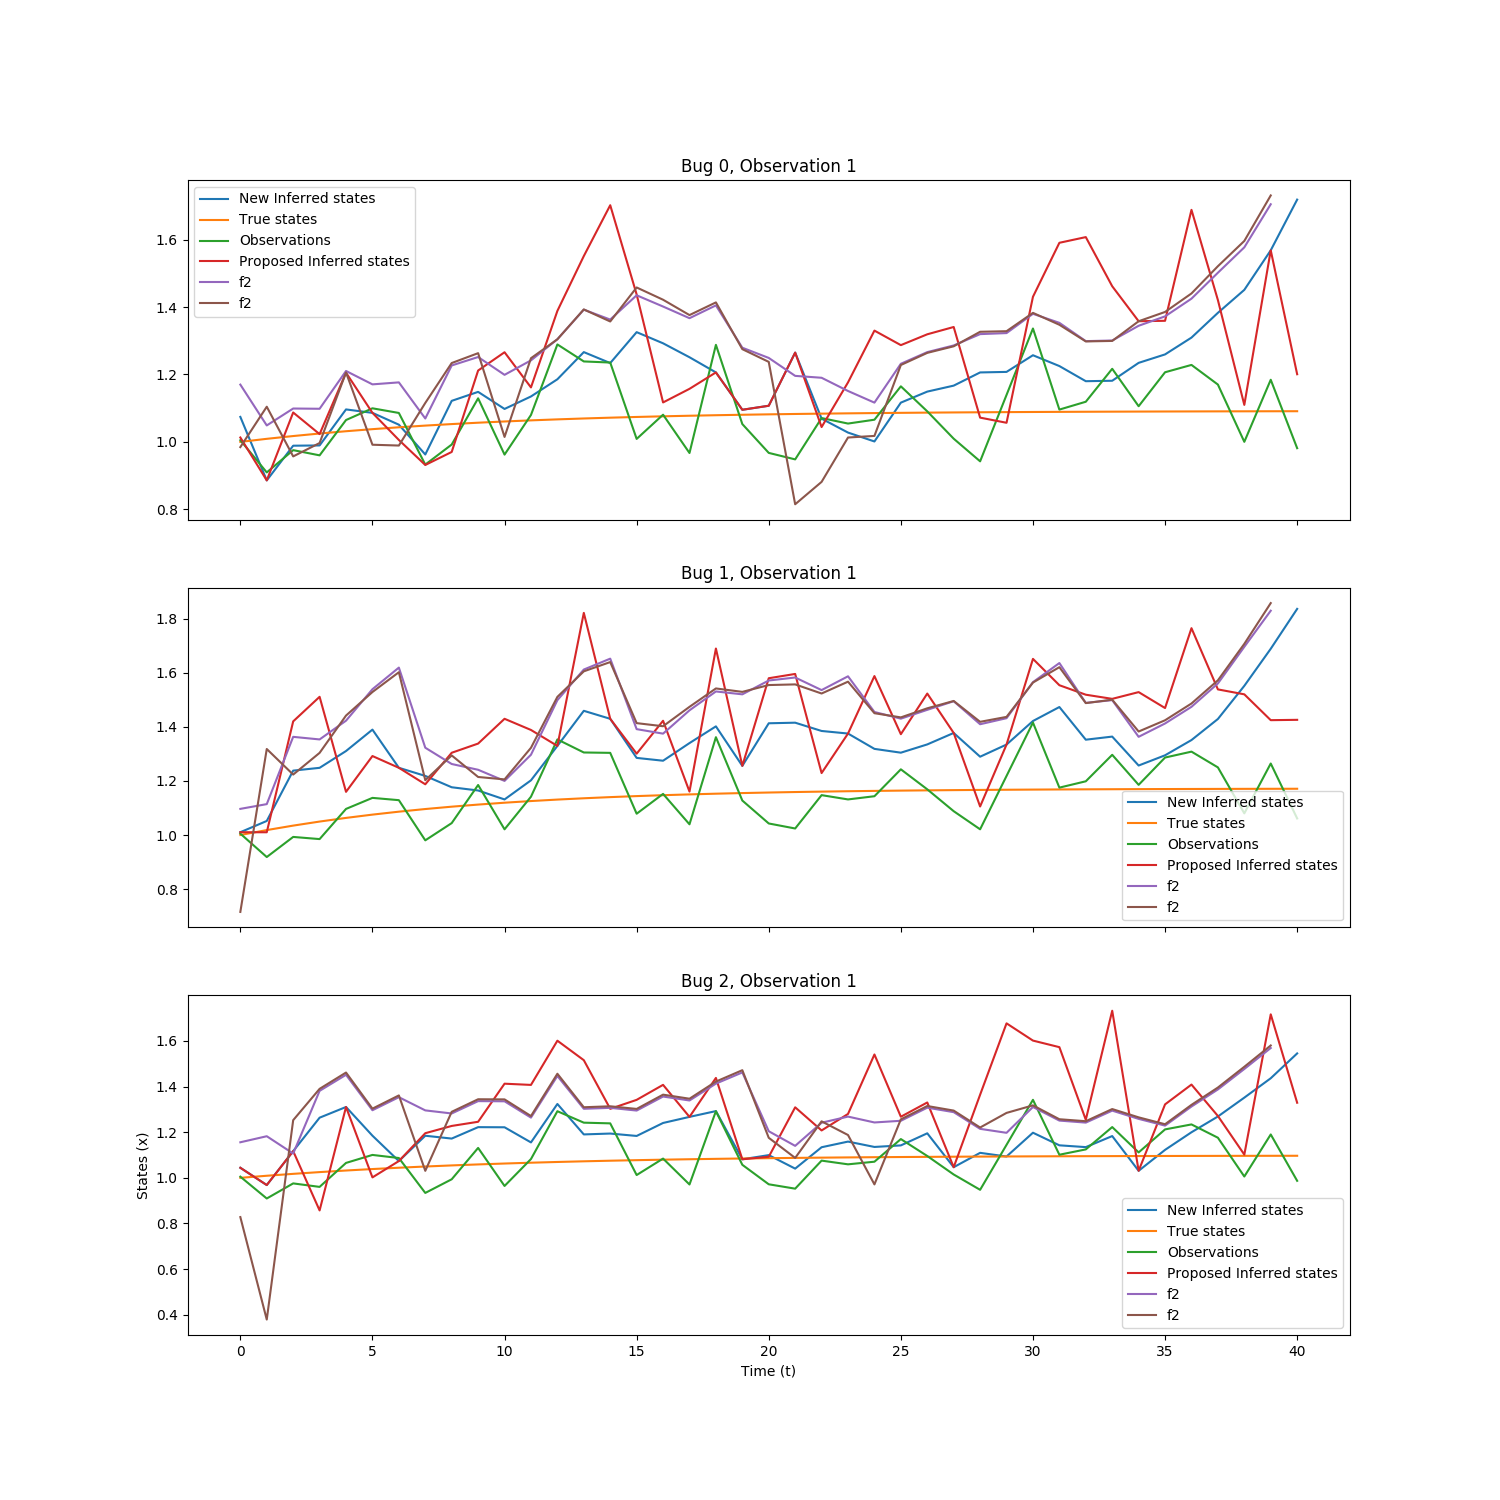 Bug 0, Observation 1
New Inferred states
True states
Observations
Proposed Inferred states
f2
f2
1.6
1.4
1.2
1.0
0.8
Bug 1, Observation 1
1.8
1.6
1.4
1.2
1.0
0.8
New Inferred states
True states
Observations
Proposed Inferred states
f2
f2
Bug 2, Observation 1
1.6
1.4
1.2
1.0
0.8
0.6
0.4
States (x)
New Inferred states
True states
Observations
Proposed Inferred states
f2
f2
0 5 10 15 20 25 30 35 40
Time (t)